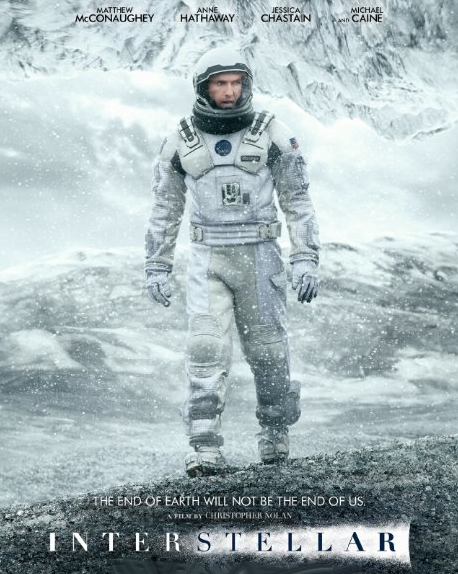 MATTHEW McCONAUGHEY
ANNE HATHAWAY
JESSICA CHASTAIN
AND MICHAEL CAINE
THE END OF EARTH WILL NOT BE THE END OF US.
A FILM BY CHRISTOPHER NOLAN
INTERSTELLAR